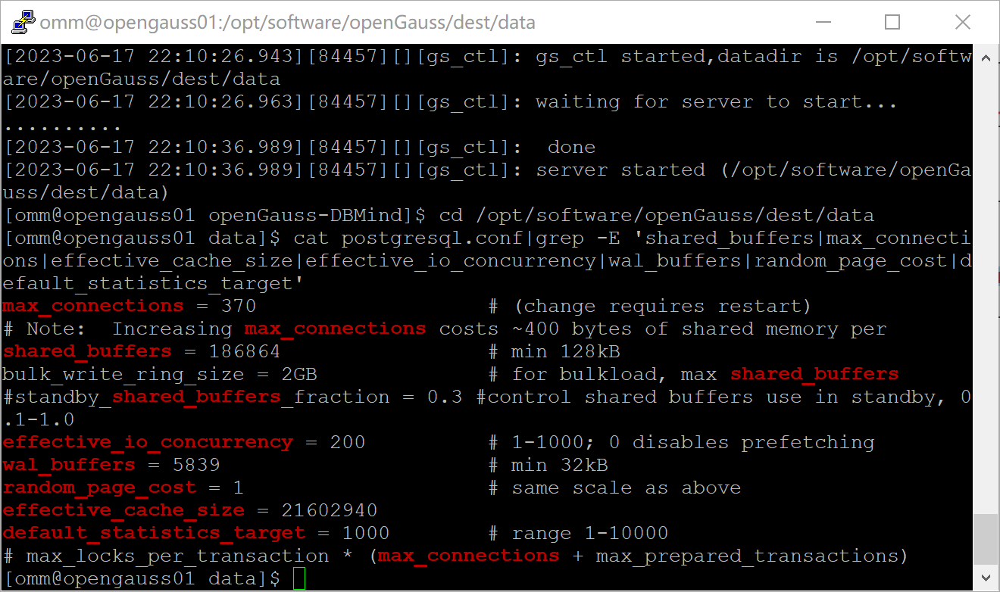 omm@opengauss01:/opt/software/openGauss/dest/data
[2023-06-17 22:10:26.943][84457][][gs_ctl]: gs_ctl started,datadir is /opt/softw
are/openGauss/dest/data
[2023-06-17 22:10:26.963][84457][][gs_ctl]: waiting for server to start...
..........
[2023-06-17 22:10:36.989][84457][][gs_ctl]:  done
[2023-06-17 22:10:36.989][84457][][gs_ctl]: server started (/opt/software/openGa
uss/dest/data)
[omm@opengauss01 openGauss-DBMind]$ cd /opt/software/openGauss/dest/data
[omm@opengauss01 data]$ cat postgresql.conf|grep -E 'shared_buffers|max_connecti
ons|effective_cache_size|effective_io_concurrency|wal_buffers|random_page_cost|d
efault_statistics_target'
max_connections = 370                   # (change requires restart)
# Note:  Increasing max_connections costs ~400 bytes of shared memory per
shared_buffers = 186864                 # min 128kB
bulk_write_ring_size = 2GB              # for bulkload, max shared_buffers
#standby_shared_buffers_fraction = 0.3 #control shared buffers use in standby, 0
.1-1.0
effective_io_concurrency = 200          # 1-1000; 0 disables prefetching
wal_buffers = 5839                      # min 32kB
random_page_cost = 1                    # same scale as above
effective_cache_size = 21602940
default_statistics_target = 1000        # range 1-10000
# max_locks_per_transaction * (max_connections + max_prepared_transactions)
[omm@opengauss01 data]$